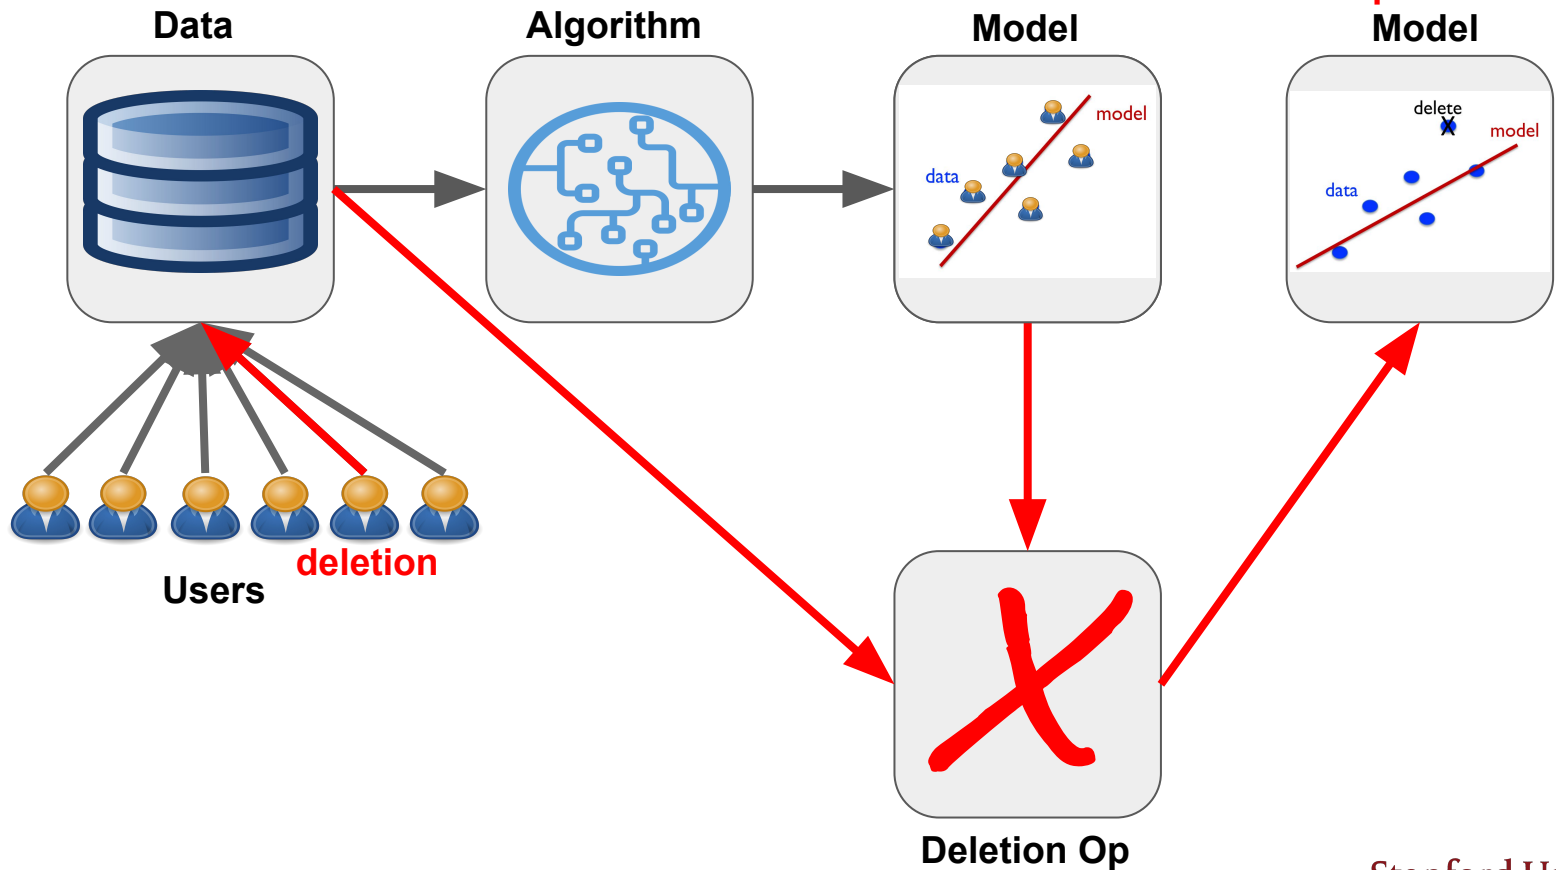 Data
Algorithm
Model
Model
model
data
delete
model
data
deletion
Users
Deletion Op